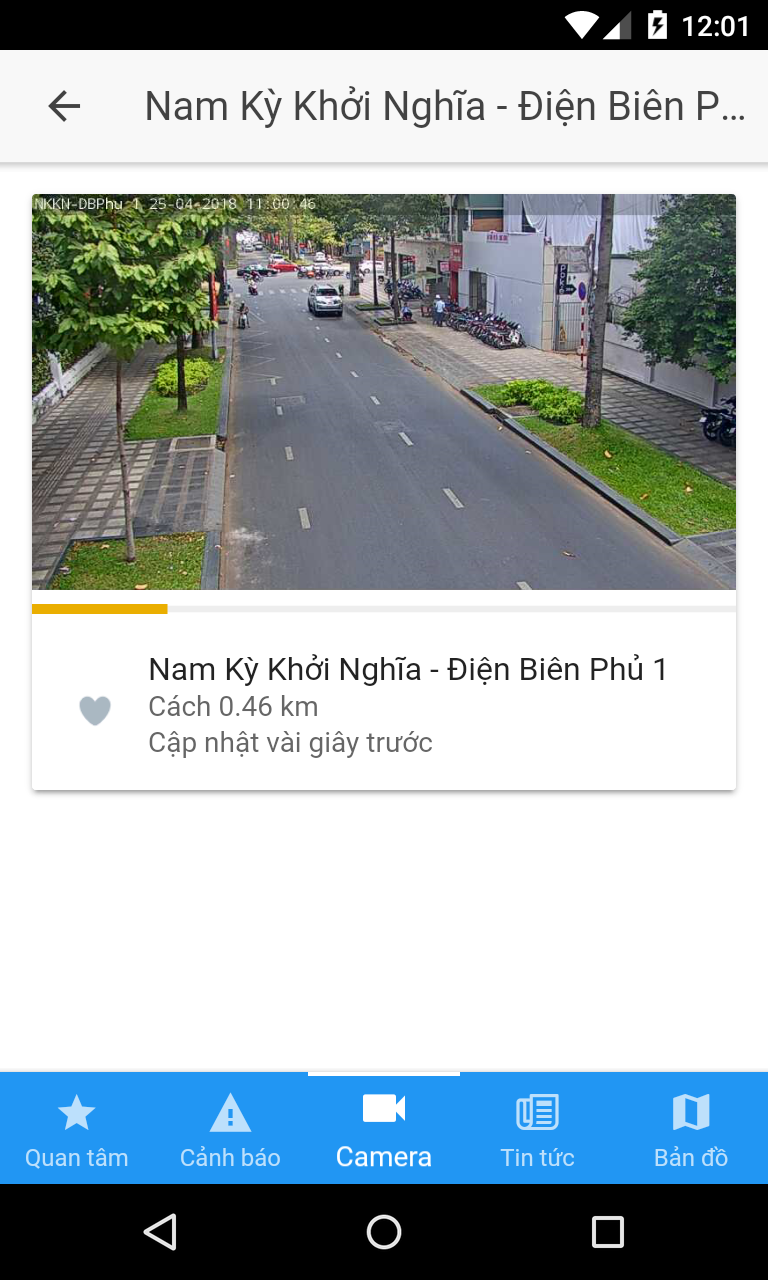 12:01
Nam Kỳ Khởi Nghĩa - Điện Biên P...
NKKN-DBPhu 1 25-04-2018 11:00:46
Nam Kỳ Khởi Nghĩa - Điện Biên Phủ 1
Cách 0.46 km
Cập nhật vài giây trước
Quan tâm
Cảnh báo
Camera
Tin tức
Bản đồ